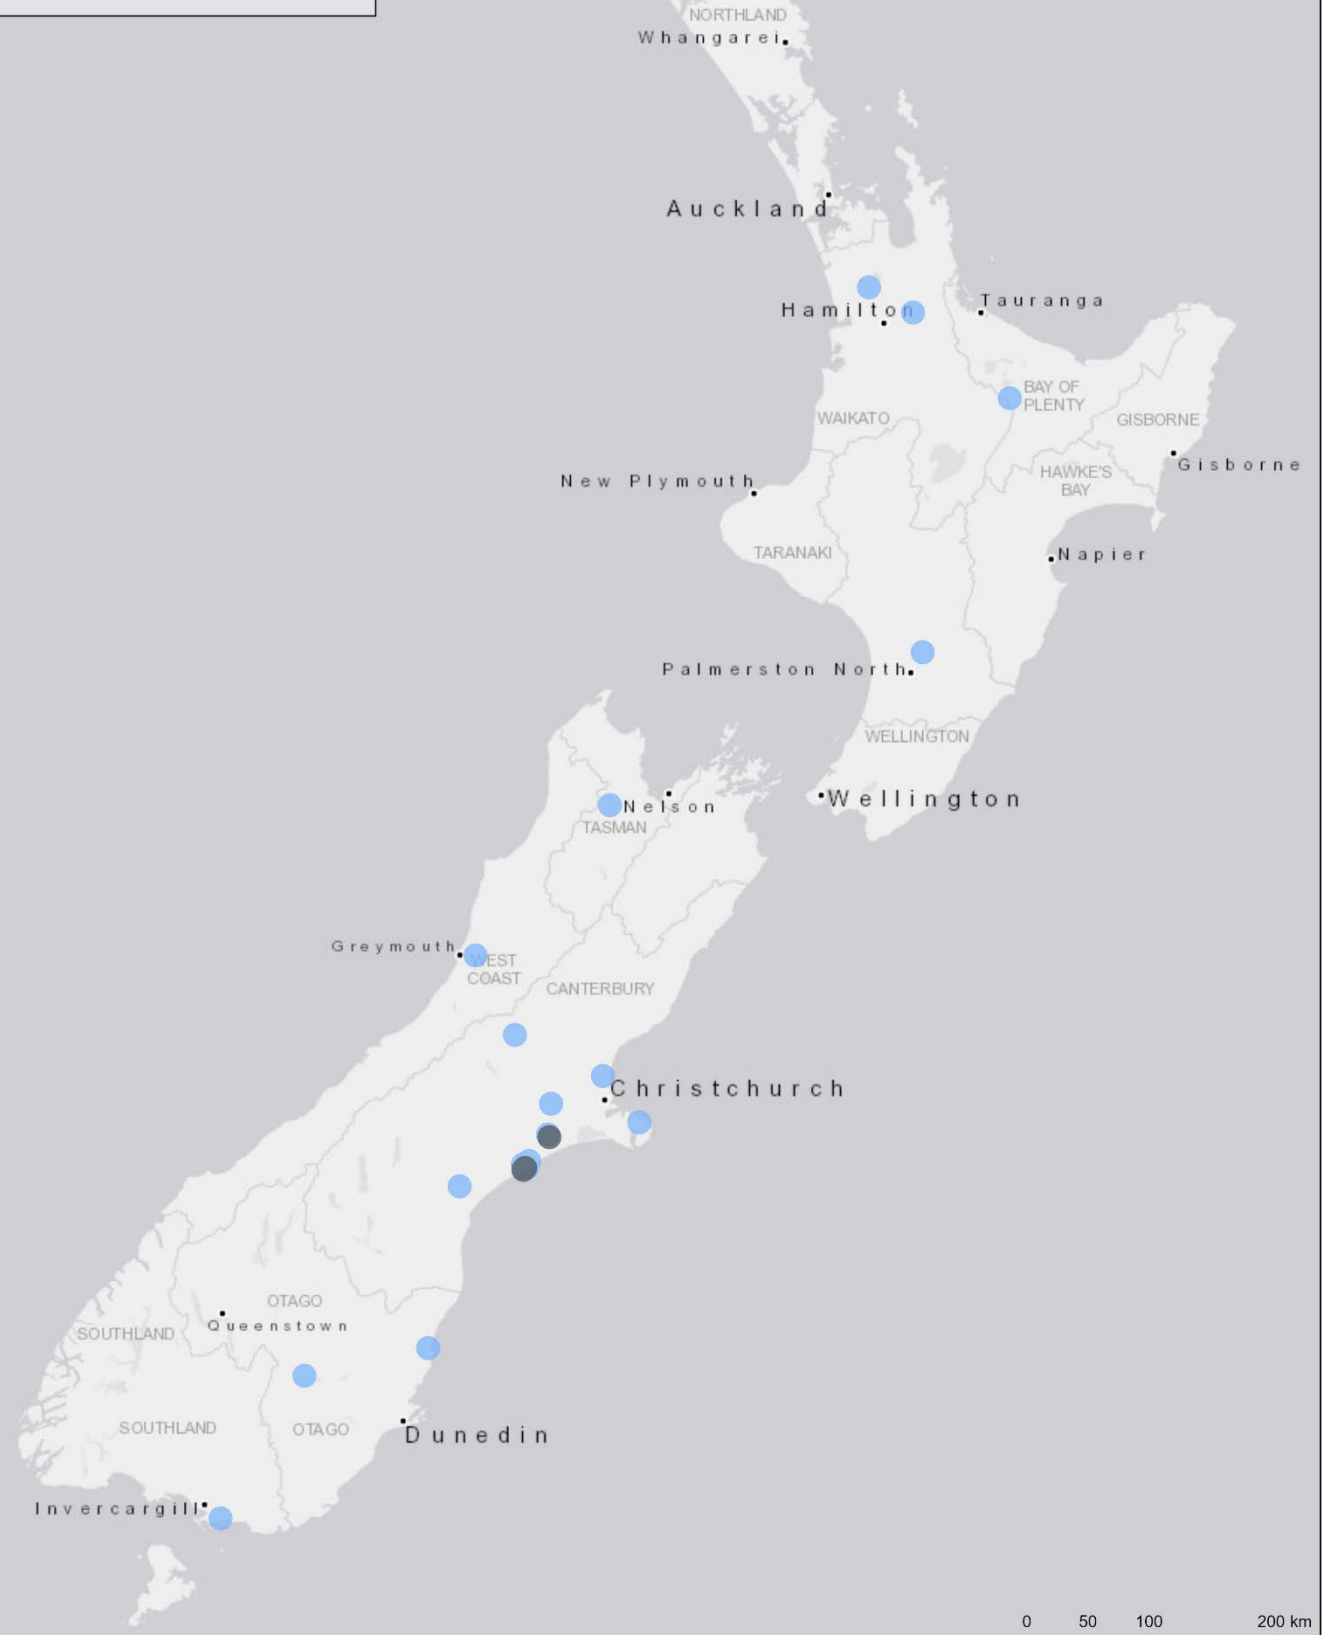 NORTHLAND
Whangarei
Auckland
Tauranga
Hamilton
BAY OF
PLENTY
WAIKATO
GISBORNE
Gisborne
HAWKE'S
BAY
New Plymouth
TARANAKI
Napier
Palmerston North
WELLINGTON
Wellington
Nelson
TASMAN
Greymouth
WEST
COAST
CANTERBURY
Christchurch
OTAGO
Queenstown
SOUTHLAND
SOUTHLAND
OTAGO
Dunedin
Invercargill
0 50 100 200 km